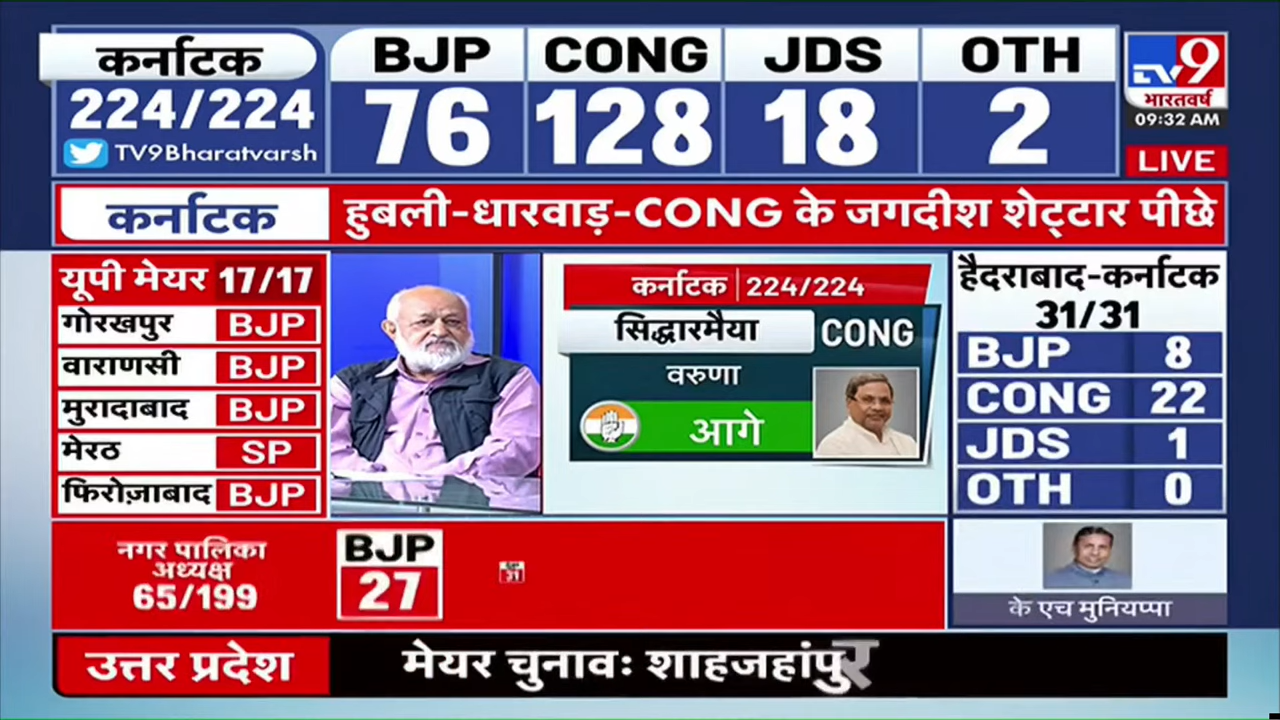 कर्नाटक
224/224
TV9Bharatvarsh
BJP
76
CONG
128
JDS
18
OTH
2
TV9
भारतवर्ष
09:32 AM
LIVE
कर्नाटक
हुबली-धारवाड़-CONG के जगदीश शेट्टार पीछे
यूपी मेयर 17/17
गोरखपुर BJP
वाराणसी BJP
मुरादाबाद BJP
मेरठ SP
फिरोज़ाबाद BJP
कर्नाटक 224/224
सिद्धारमैया CONG
वरुणा
आगे
हैदराबाद-कर्नाटक
31/31
BJP 8
CONG 22
JDS 1
OTH 0
नगर पालिका
अध्यक्ष
65/199
BJP
27
31
के एच मुनियप्पा
उत्तर प्रदेश
मेयर चुनावः शाहजहांपुर